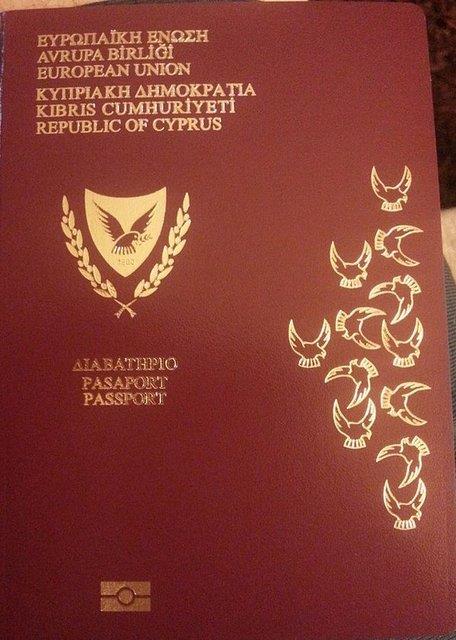 ΕΥΡΩΠΑΪΚΗ ΕΝΩΣΗ
AVRUPA BİRLİĞİ
EUROPEAN UNION
ΚΥΠΡΙΑΚΗ ΔΗΜΟΚΡΑΤΙΑ
KIBRIS CUMHURİYETİ
REPUBLIC OF CYPRUS
1960
ΔΙΑΒΑΤΗΡΙΟ
PASAPORT
PASSPORT